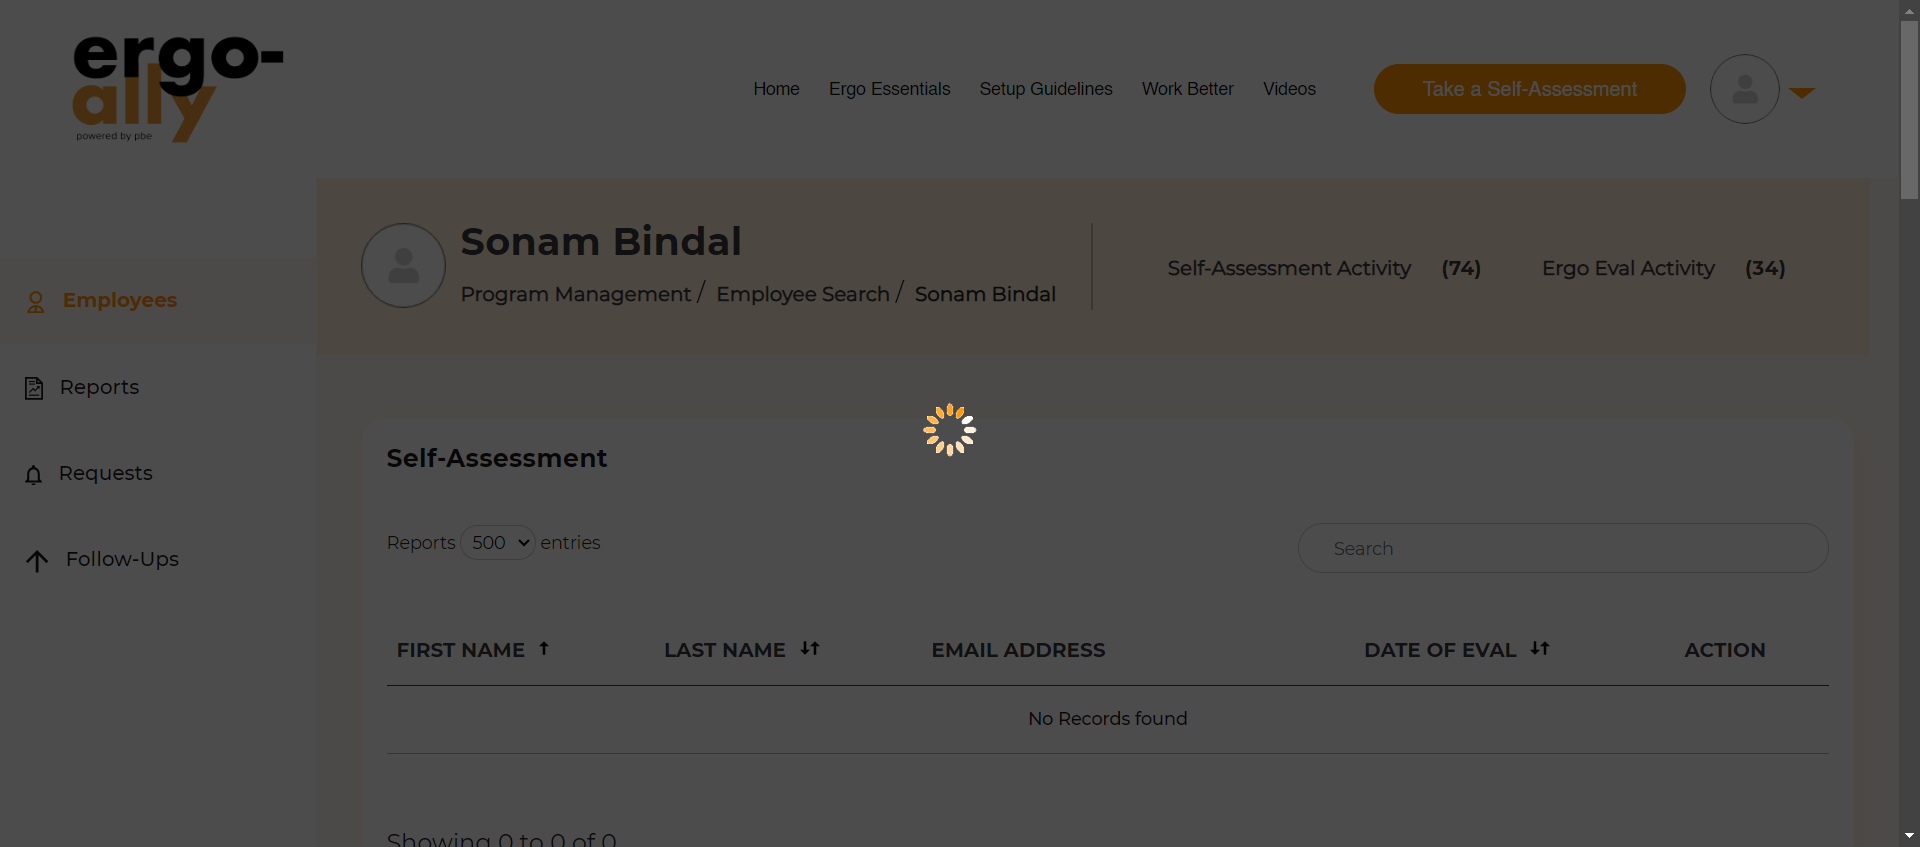 ergo-
ally
powered by pbe
Home Ergo Essentials Setup Guidelines Work Better Videos Take a Self-Assessment
Sonam Bindal
Program Management / Employee Search / Sonam Bindal
Self-Assessment Activity (74) Ergo Eval Activity (34)
Employees
Reports
Requests
Follow-Ups
Self-Assessment
Reports 500 entries
Search
FIRST NAME LAST NAME EMAIL ADDRESS DATE OF EVAL ACTION
No Records found
Showing 0 to 0 of 0